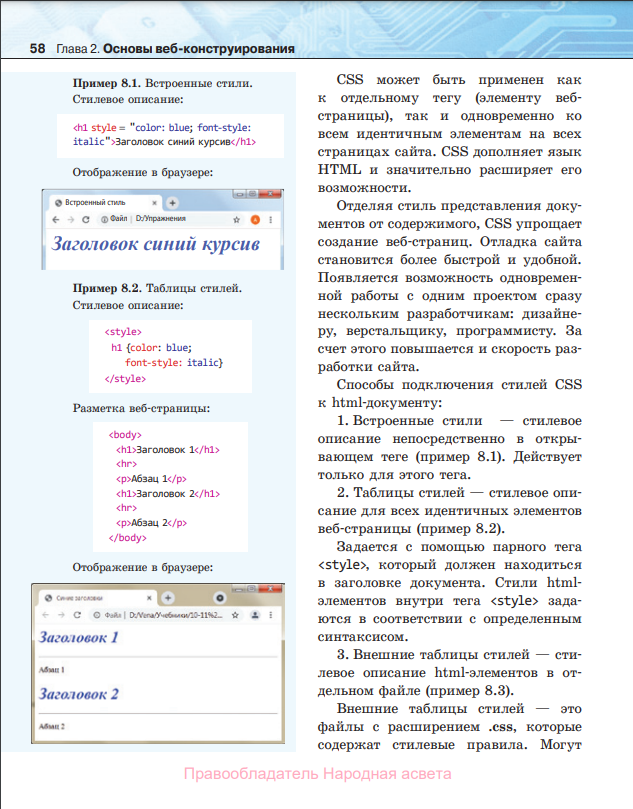 58 Глава 2. Основы веб-конструирования
Пример 8.1. Встроенные стили.
Стилевое описание:
<h1 style = "color: blue; font-style:
italic">Заголовок синий курсив</h1>
Отображение в браузере:
Встроенный стиль
Файл | D:/Упражнения
Заголовок синий курсив
Пример 8.2. Таблицы стилей.
Стилевое описание:
<style>
h1 {color: blue;
font-style: italic}
</style>
Разметка веб-страницы:
<body>
<h1>Заголовок 1</h1>
<hr>
<p>Абзац 1</p>
<h1>Заголовок 2</h1>
<hr>
<p>Абзац 2</p>
</body>
Отображение в браузере:
Синие заголовки
Файл | D:/Vena/Учебники/10-11%2...
Заголовок 1
Абзац 1
Заголовок 2
Абзац 2
CSS может быть применен как
к отдельному тегу (элементу веб-
страницы), так и одновременно ко
всем идентичным элементам на всех
страницах сайта. CSS дополняет язык
HTML и значительно расширяет его
возможности.
Отделяя стиль представления доку-
ментов от содержимого, CSS упрощает
создание веб-страниц. Отладка сайта
становится более быстрой и удобной.
Появляется возможность одновремен-
ной работы с одним проектом сразу
нескольким разработчикам: дизайне-
ру, верстальщику, программисту. За
счет этого повышается и скорость раз-
работки сайта.
Способы подключения стилей CSS
к html-документу:
1. Встроенные стили — стилевое
описание непосредственно в откры-
вающем теге (пример 8.1). Действует
только для этого тега.
2. Таблицы стилей — стилевое опи-
сание для всех идентичных элементов
веб-страницы (пример 8.2).
Задается с помощью парного тега
<style>, который должен находиться
в заголовке документа. Стили html-
элементов внутри тега <style> зада-
ются в соответствии с определенным
синтаксисом.
3. Внешние таблицы стилей — сти-
левое описание html-элементов в от-
дельном файле (пример 8.3).
Внешние таблицы стилей — это
файлы с расширением .css, которые
содержат стилевые правила. Могут
Правообладатель Народная асвета